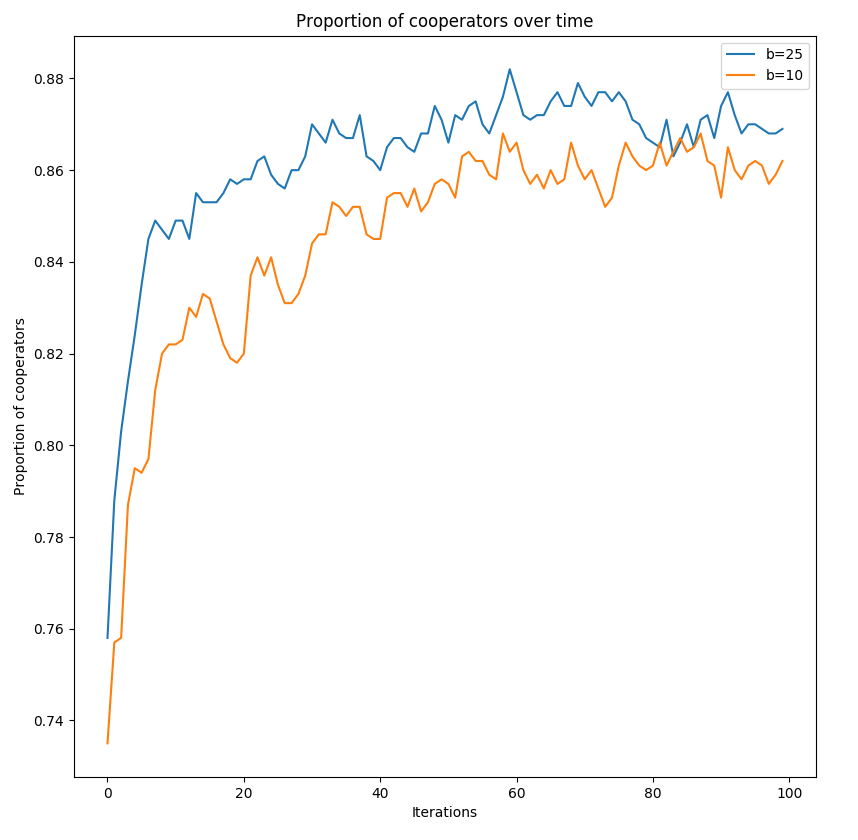 Proportion of cooperators over time
b=25
b=10
0.88
0.86
0.84
0.82
0.80
0.78
0.76
0.74
Proportion of cooperators
0
20
40
60
80
100
Iterations